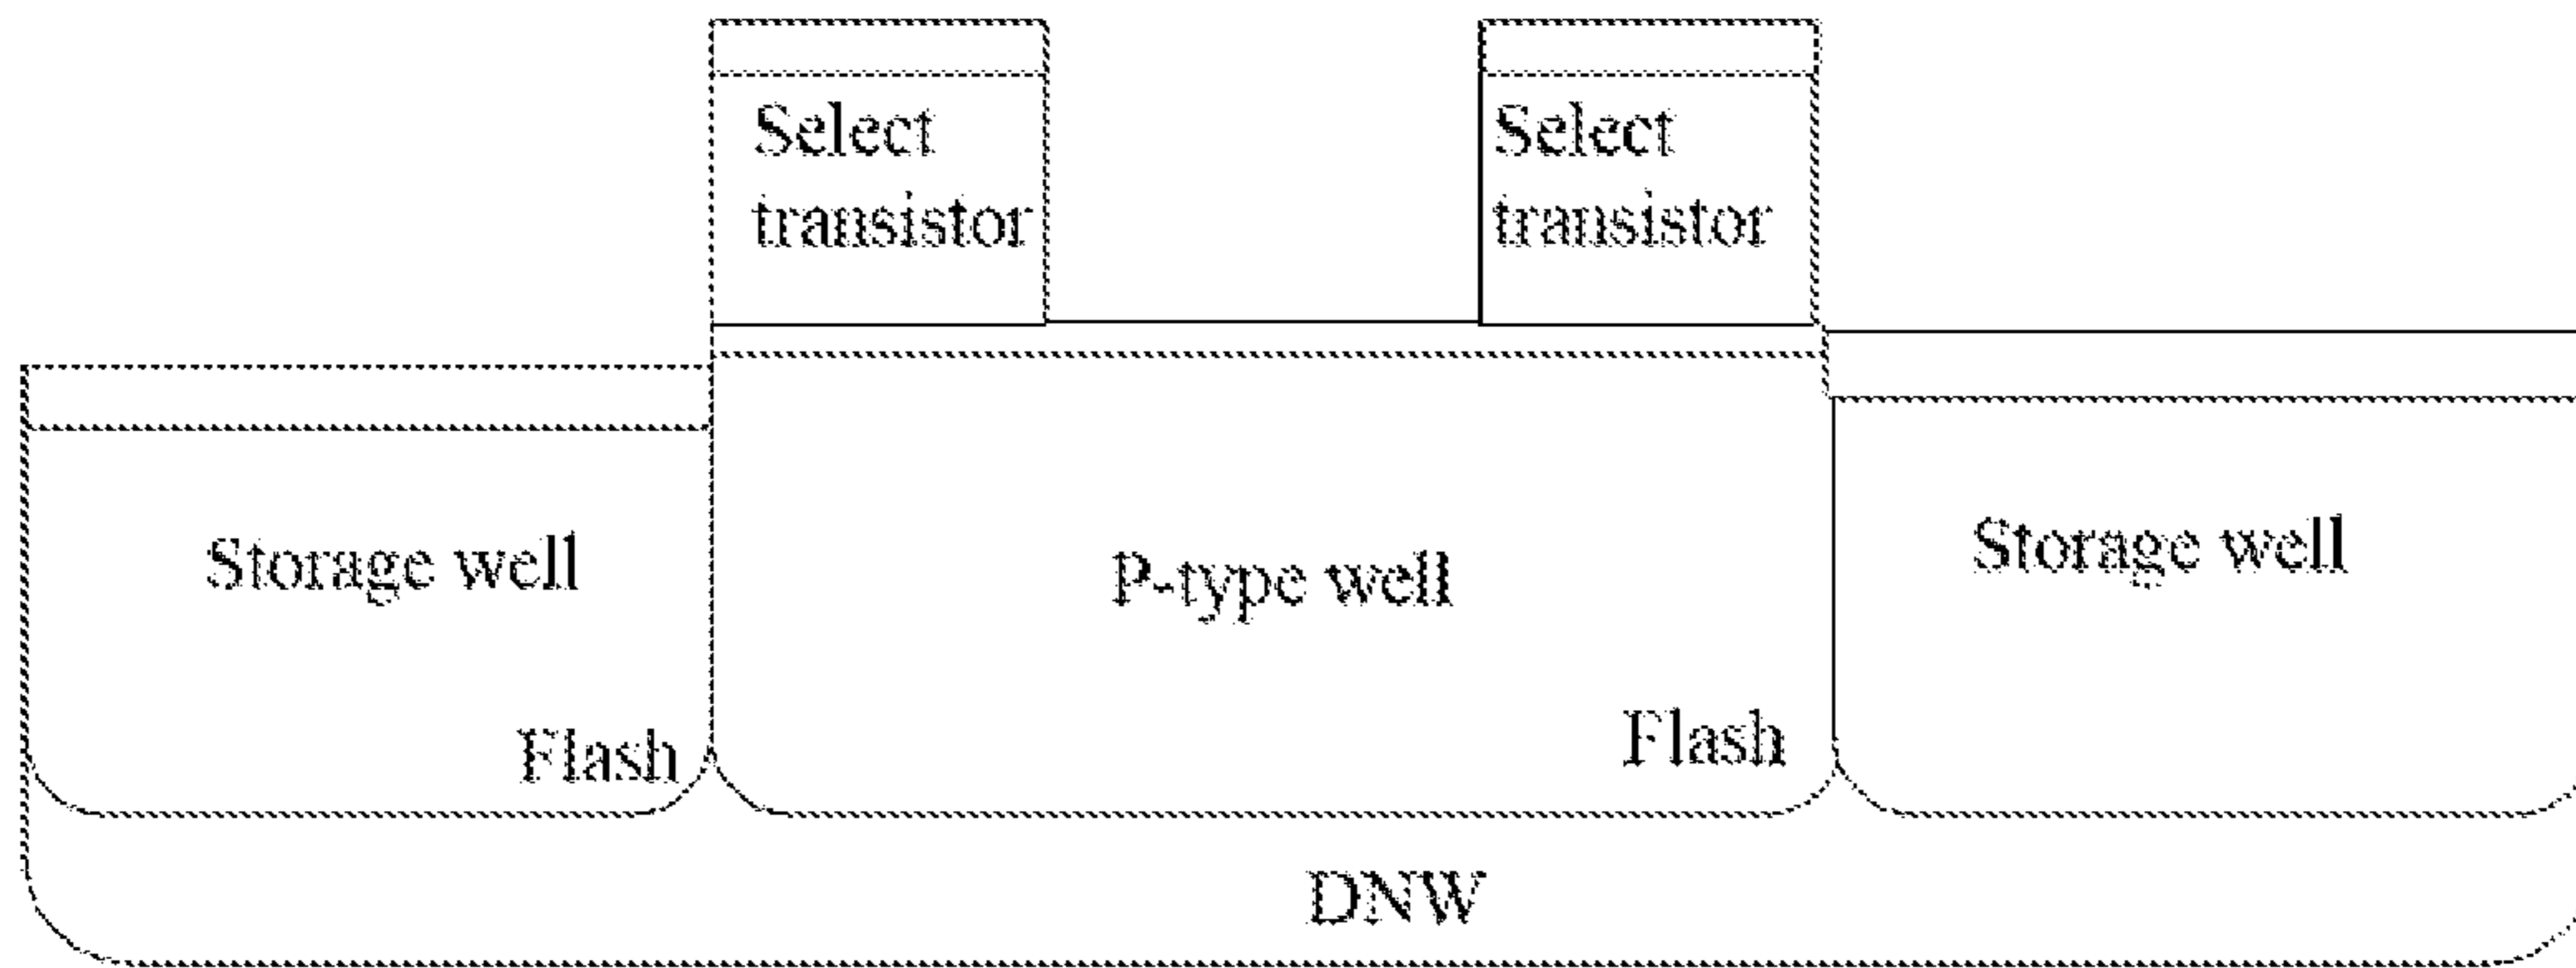 Select
transistor
Select
transistor
Storage well
P-type well
Storage well
Flash
Flash
DNW